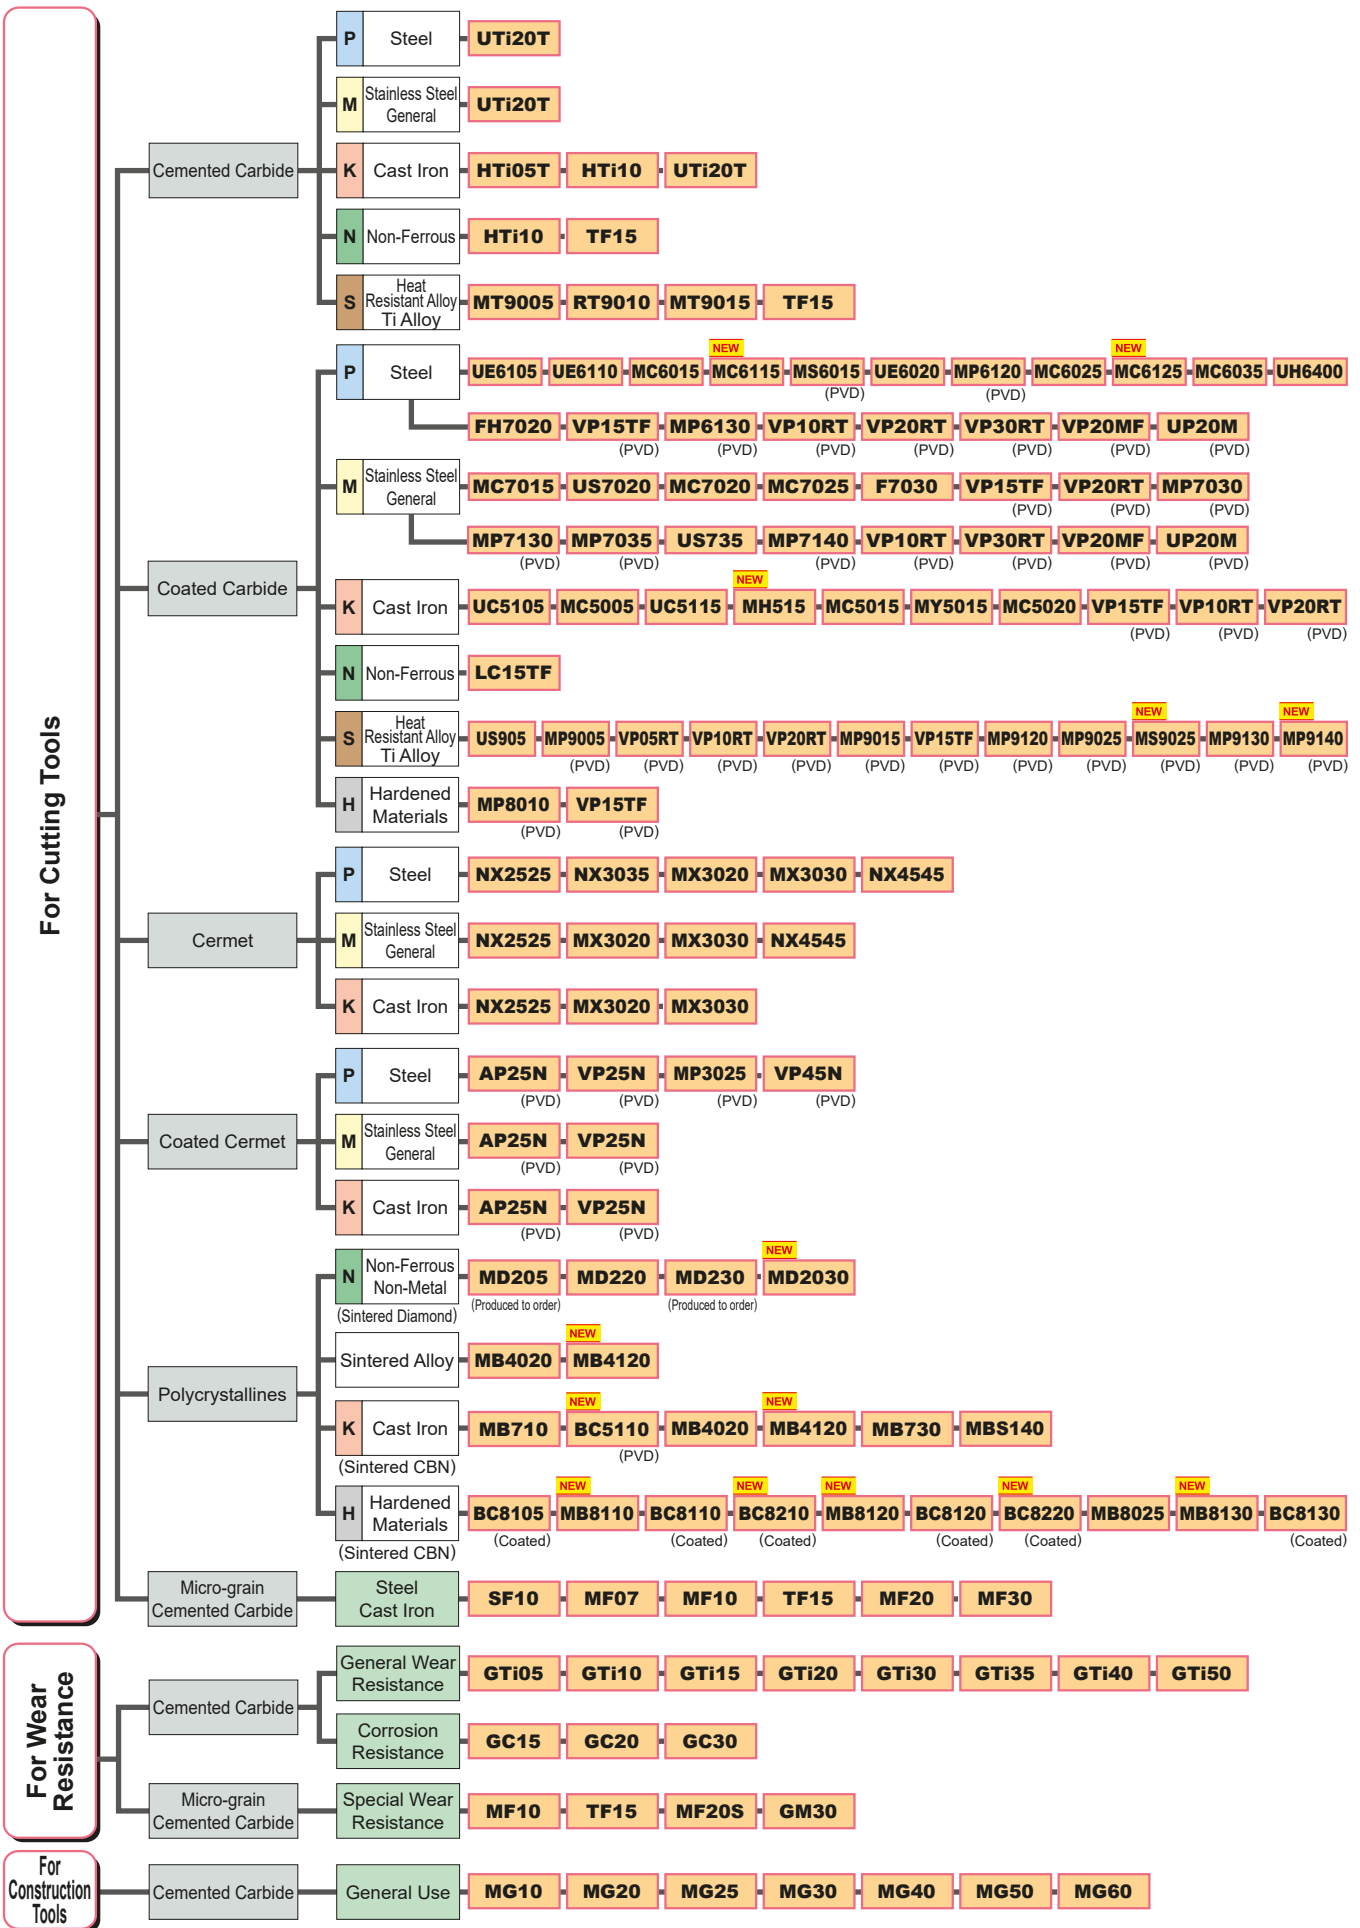 For Cutting Tools
Cemented Carbide
P Steel UTi20T
M Stainless Steel
General UTi20T
K Cast Iron HTi05T HTi10 UTi20T
N Non-Ferrous HTi10 TF15
S Heat
Resistant Alloy
Ti Alloy MT9005 RT9010 MT9015 TF15
Coated Carbide
NEW NEW
P Steel UE6105 UE6110 MC6015 MC6115 MS6015 UE6020 MP6120 MC6025 MC6125 MC6035 UH6400
(PVD) (PVD)
FH7020 VP15TF MP6130 VP10RT VP20RT VP30RT VP20MF UP20M
(PVD) (PVD) (PVD) (PVD) (PVD) (PVD) (PVD)
M Stainless Steel
General MC7015 US7020 MC7020 MC7025 F7030 VP15TF VP20RT MP7030
(PVD) (PVD) (PVD)
MP7130 MP7035 US735 MP7140 VP10RT VP30RT VP20MF UP20M
(PVD) (PVD) (PVD) (PVD) (PVD) (PVD) (PVD)
NEW
K Cast Iron UC5105 MC5005 UC5115 MH515 MC5015 MY5015 MC5020 VP15TF VP10RT VP20RT
(PVD) (PVD) (PVD)
N Non-Ferrous LC15TF
NEW NEW
S Heat
Resistant Alloy
Ti Alloy US905 MP9005 VP05RT VP10RT VP20RT MP9015 VP15TF MP9120 MP9025 MS9025 MP9130 MP9140
(PVD) (PVD) (PVD) (PVD) (PVD) (PVD) (PVD) (PVD) (PVD) (PVD) (PVD)
H Hardened
Materials MP8010 VP15TF
(PVD) (PVD)
Cermet
P Steel NX2525 NX3035 MX3020 MX3030 NX4545
M Stainless Steel
General NX2525 MX3020 MX3030 NX4545
K Cast Iron NX2525 MX3020 MX3030
Coated Cermet
P Steel AP25N VP25N MP3025 VP45N
(PVD) (PVD) (PVD) (PVD)
M Stainless Steel
General AP25N VP25N
(PVD) (PVD)
K Cast Iron AP25N VP25N
(PVD) (PVD)
Polycrystallines
NEW
N Non-Ferrous
Non-Metal MD205 MD220 MD230 MD2030
(Sintered Diamond) (Produced to order) (Produced to order)
NEW
Sintered Alloy MB4020 MB4120
NEW NEW
K Cast Iron MB710 BC5110 MB4020 MB4120 MB730 MBS140
(Sintered CBN) (PVD)
NEW NEW NEW NEW NEW
H Hardened
Materials BC8105 MB8110 BC8110 BC8210 MB8120 BC8120 BC8220 MB8025 MB8130 BC8130
(Sintered CBN) (Coated) (Coated) (Coated) (Coated) (Coated) (Coated)
Micro-grain
Cemented Carbide
Steel
Cast Iron SF10 MF07 MF10 TF15 MF20 MF30
For Wear
Resistance
Cemented Carbide
General Wear
Resistance GTi05 GTi10 GTi15 GTi20 GTi30 GTi35 GTi40 GTi50
Corrosion
Resistance GC15 GC20 GC30
Micro-grain
Cemented Carbide
Special Wear
Resistance MF10 TF15 MF20S GM30
For
Construction
Tools
Cemented Carbide
General Use MG10 MG20 MG25 MG30 MG40 MG50 MG60